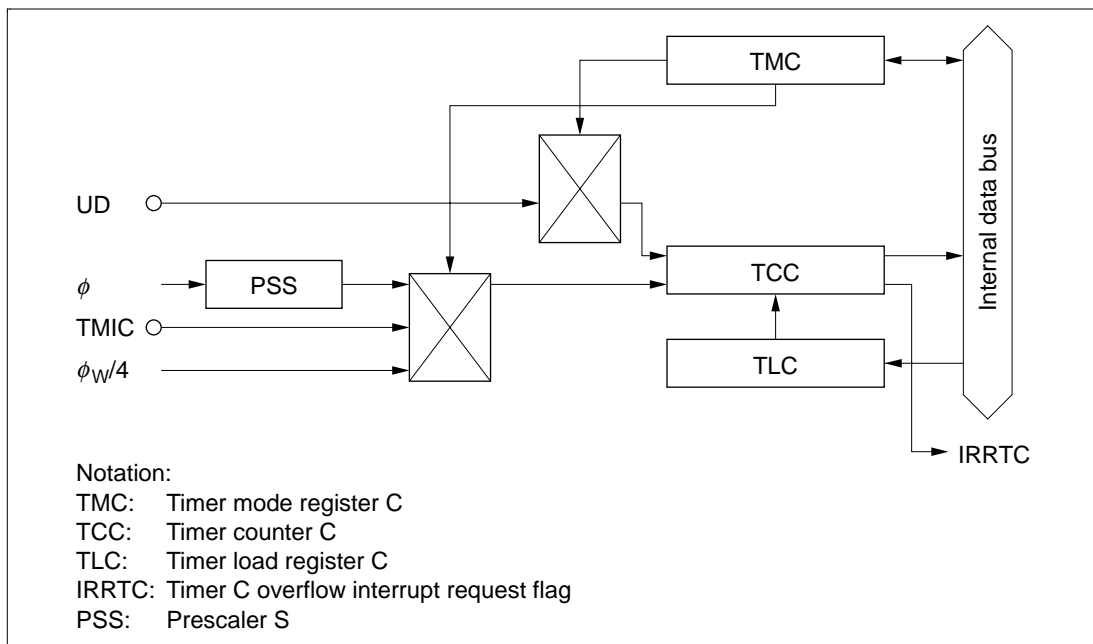 TMC
UD
TCC
ϕ
PSS
TMIC
ϕW/4
TLC
Internal data bus
IRRTC
Notation:
TMC: Timer mode register C
TCC: Timer counter C
TLC: Timer load register C
IRRTC: Timer C overflow interrupt request flag
PSS: Prescaler S